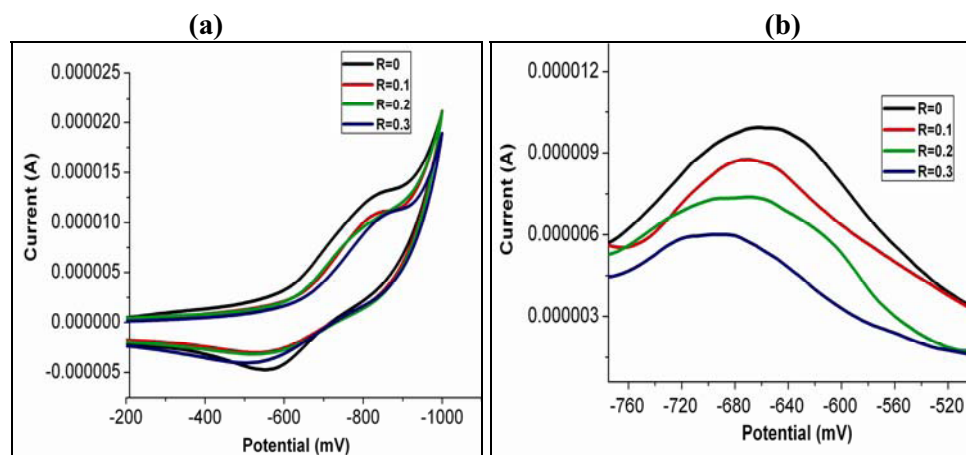 (a)
R=0
R=0.1
R=0.2
R=0.3
0.000025
0.000020
0.000015
0.000010
0.000005
0.000000
-0.000005
Current (A)
-200 -400 -600 -800 -1000
Potential (mV)
(b)
R=0
R=0.1
R=0.2
R=0.3
0.000012
0.000009
0.000006
0.000003
Current (A)
-760 -720 -680 -640 -600 -560 -520
Potential (mV)